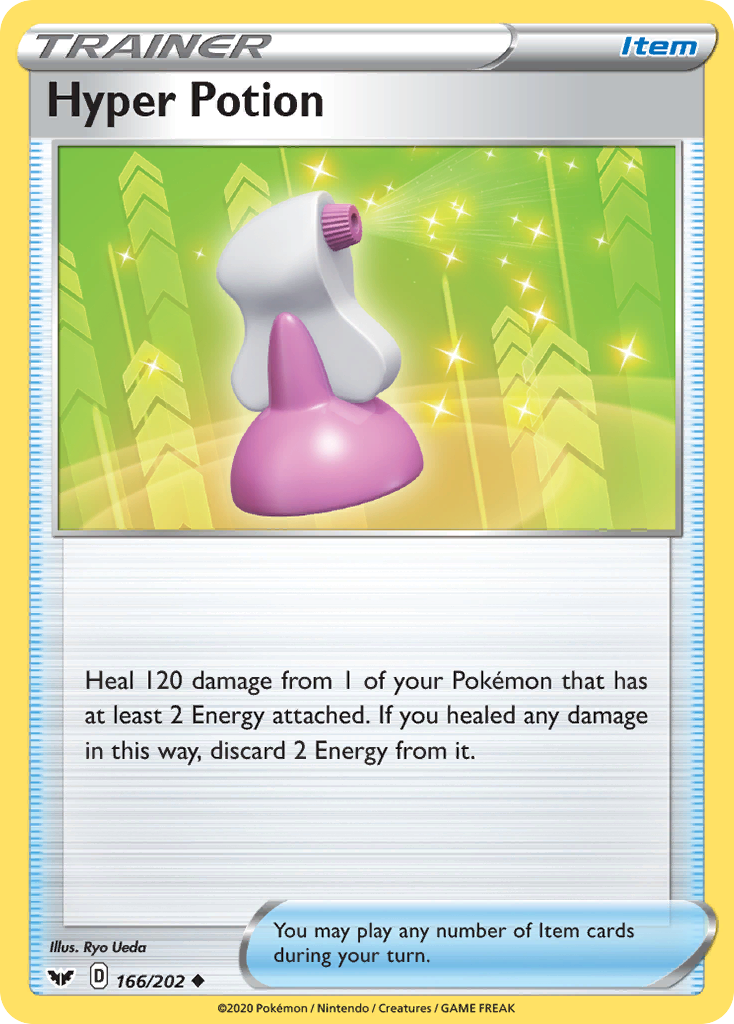 TRAINER
Item
Hyper Potion
Heal 120 damage from 1 of your Pokémon that has
at least 2 Energy attached. If you healed any damage
in this way, discard 2 Energy from it.
You may play any number of Item cards
during your turn.
Illus. Ryo Ueda
D 166/202
©2020 Pokémon / Nintendo / Creatures / GAME FREAK